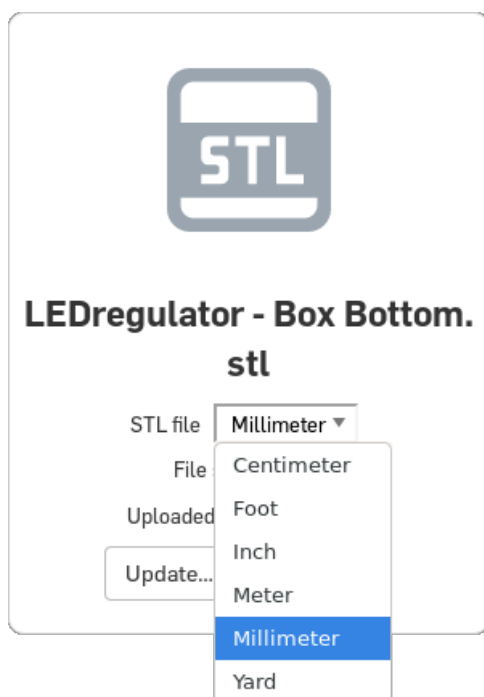 STL
LEDregulator - Box Bottom.
stl
STL file Millimeter
Centimeter
File
Foot
Uploaded
Inch
Update...
Meter
Millimeter
Yard